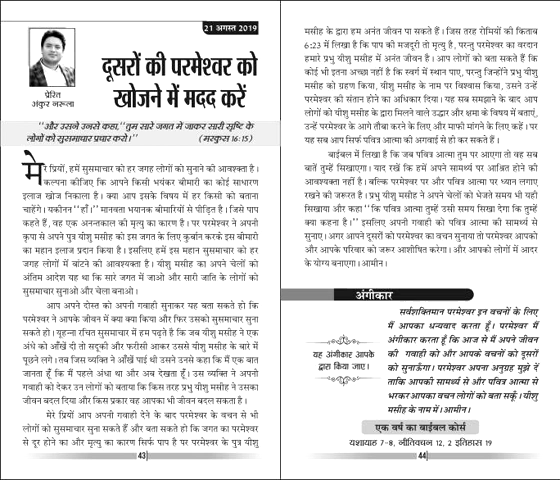 21 अगस्त 2019
दूसरों की परमेश्वर को
खोजने में मदद करें
प्रेरित
अंकुर नरूला
"और उसने उनसे कहा, "तुम सारे जगत में जाकर सारी सृष्टि के
लोगों को सुसमाचार प्रचार करो।" (मरकुस 16:15)
मेरे प्रियों, हमें सुसमाचार को हर जगह लोगों को सुनाने की आवश्यक्ता है।
कल्पना कीजिए कि आपने किसी भयंकर बीमारी का कोई साधारण
इलाज खोज निकाला है। क्या आप इसके विषय में हर किसी को बताना
चाहेंगे। यकीनन "हाँ।" मानवता भयानक बीमारियों से पीड़ित है। जिसे पाप
कहते हैं, वह एक अनन्तकाल की मृत्यु का कारण है। पर परमेश्वर ने अपनी
कृपा से अपने पुत्र यीशु मसीह को इस जगत के लिए कुर्बान करके इस बीमारी
का महान इलाज प्रदान किया है। इसलिए हमें इस महान सुसमाचार को हर
जगह लोगों में बांटने की आवश्यक्ता है। यीशु मसीह का अपने चेलों को
अंतिम आदेश यह था कि सारे जगत में जाओ और सारी जाति के लोगों को
सुसमाचार सुनाओ और चेला बनाओ।
आप अपने दोस्त को अपनी गवाही सुनाकर यह बता सकते हो कि
परमेश्वर ने आपके जीवन में क्या क्या किया और फिर उसको सुसमाचार सुना
सकते हो। यूहन्ना रचित सुसमाचार में हम पढ़ते है कि जब यीशु मसीह ने एक
अंधे को आँखें दी तो सदूकी और फरीसी आकर उससे यीशु मसीह के बारे में
पूछने लगे। तब जिस व्यक्ति ने आँखें पाई थी उसने उनसे कहा कि मैं एक बात
जानता हूँ कि मैं पहले अंधा था और अब देखता हूँ। उस व्यक्ति ने अपनी
गवाही को देकर उन लोगों को बताया कि किस तरह प्रभु यीशु मसीह ने उसका
जीवन बदल दिया और किस प्रकार वह आपका भी जीवन बदल सकता है।
मेरे प्रियों आप अपनी गवाही देने के बाद परमेश्वर के वचन से भी
लोगों को सुसमाचार सुना सकते हैं और बता सकते हो कि जगत का परमेश्वर
से दूर होने का और मृत्यु का कारण सिर्फ पाप है पर परमेश्वर के पुत्र यीशु
43
मसीह के द्वारा हम अनंत जीवन पा सकते हैं। जिस तरह रोमियों की किताब
6:23 में लिखा है कि पाप की मजदूरी तो मृत्यु है, परन्तु परमेश्वर का वरदान
हमारे प्रभु यीशु मसीह में अनंत जीवन है। आप लोगों को बता सकते हैं कि
कोई भी इतना अच्छा नहीं है कि स्वर्ग में स्थान पाए, परन्तु जिन्होंने प्रभु यीशु
मसीह को ग्रहण किया, यीशु मसीह के नाम पर विश्वास किया, उसने उन्हें
परमेश्वर की संतान होने का अधिकार दिया। यह सब समझाने के बाद आप
लोगों को यीशु मसीह के द्वारा मिलने वाले उद्धार और क्षमा के विषय में बताएं,
उन्हें परमेश्वर के आगे तौबा करने के लिए और माफी मांगने के लिए कहें। पर
यह सब आप सिर्फ पवित्र आत्मा की अगवाई से हो कर सकते हैं।
बाईबल में लिखा है कि जब पवित्र आत्मा तुम पर आएगा तो वह सब
बातें तुम्हें सिखाएगा। याद रखें कि हमें अपने सामर्थ्य पर आश्रित होने की
आवश्यक्ता नहीं है। बल्कि परमेश्वर पर और पवित्र आत्मा पर ध्यान लगाए
रखने की जरूरत है। प्रभु यीशु मसीह ने अपने चेलों को भेजते समय भी यही
सिखाया और कहा "कि पवित्र आत्मा तुम्हें उसी समय सिखा देगा कि तुम्हें
क्या कहना है।" इसलिए अपनी गवाही को पवित्र आत्मा की सामर्थ्य से
सुनाए। अगर आपने दूसरों को परमेश्वर का वचन सुनाया तो परमेश्वर आपको
और आपके परिवार को जरूर आशीषित करेगा। और आपको लोगों में आदर
के योग्य बनाएगा। आमीन।
अंगीकार
यह अंगीकार आपके
द्वारा किया जाए।
सर्वशक्तिमान परमेश्वर इन वचनों के लिए
मैं आपका धन्यवाद करता हूँ। परमेश्वर मैं
अंगीकार करता हूँ कि आज से मैं अपने जीवन
की गवाही को और आपके वचनों को दूसरों
को सुनाऊँगा। परमेश्वर अपना अनुग्रह मुझे दें
ताकि आपकी सामर्थ्य से और पवित्र आत्मा से
भरकर आपका वचन लोगों को बता सकूँ। यीशु
मसीह के नाम में। आमीन।
एक वर्ष का बाईबल कोर्स
यशायाह 7-8, नीतिवचन 12, 2 इतिहास 19
44